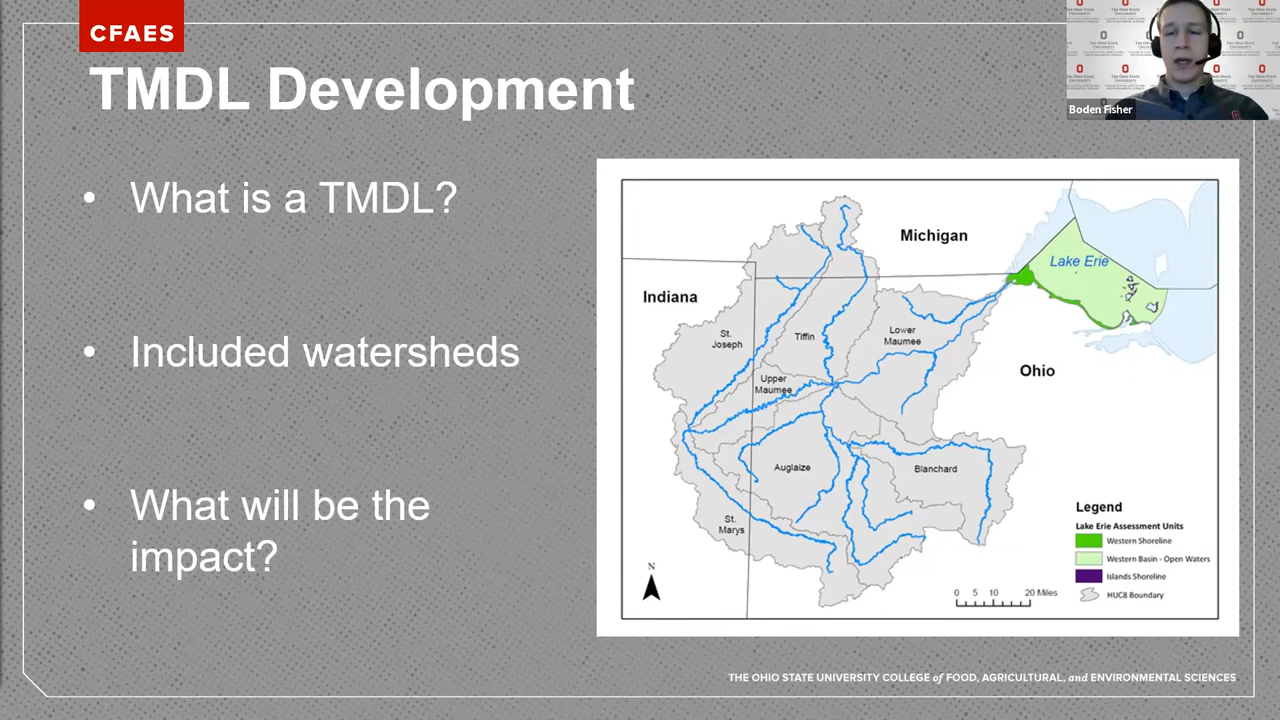 CFAES
TMDL Development
Boden Fisher
• What is a TMDL?
• Included watersheds
• What will be the
impact?
Michigan
Lake Erie
Indiana
St.
Joseph
Tiffin
Lower
Maumee
Ohio
Upper
Maumee
Auglaize
Blanchard
St.
Marys
N
0 5 10 20 Miles
Legend
Lake Erie Assessment Units
Western Shoreline
Western Basin - Open Waters
Islands Shoreline
HUC8 Boundary
THE OHIO STATE UNIVERSITY COLLEGE of FOOD, AGRICULTURAL, and ENVIRONMENTAL SCIENCES